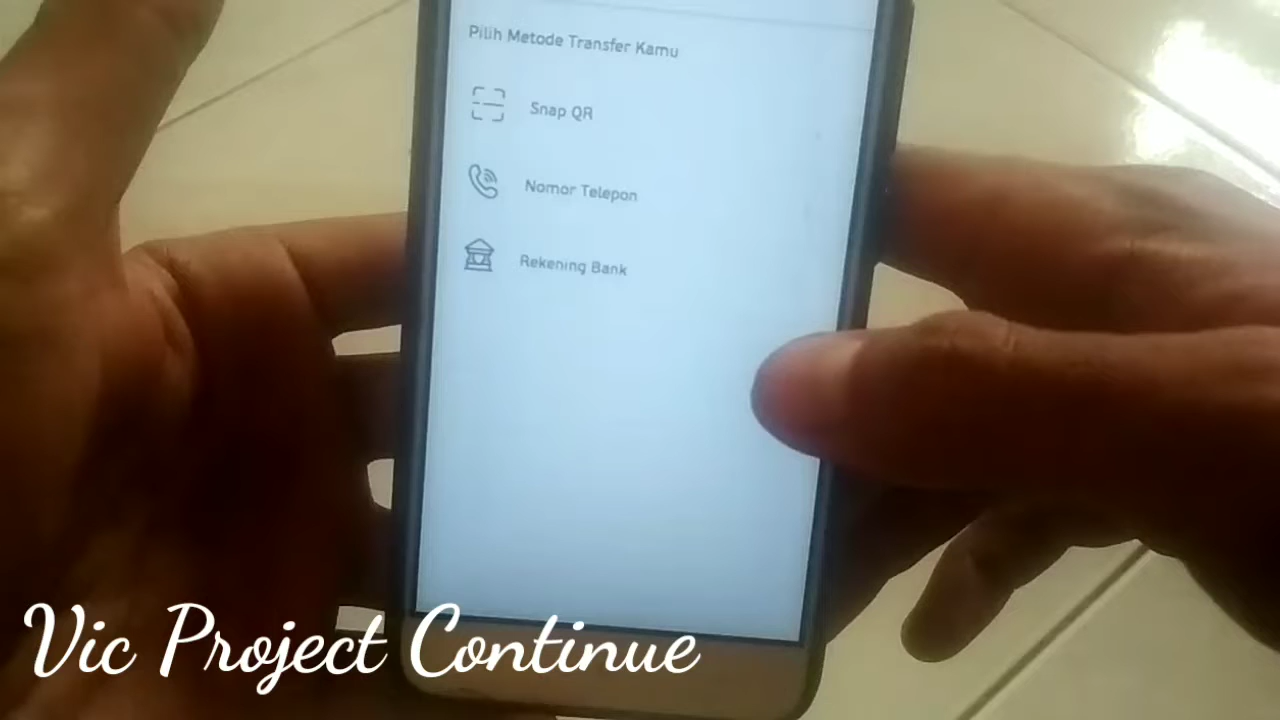 Pilih Metode Transfer Kamu
Snap QR
Nomor Telepon
Rekening Bank
Vic Project Continue